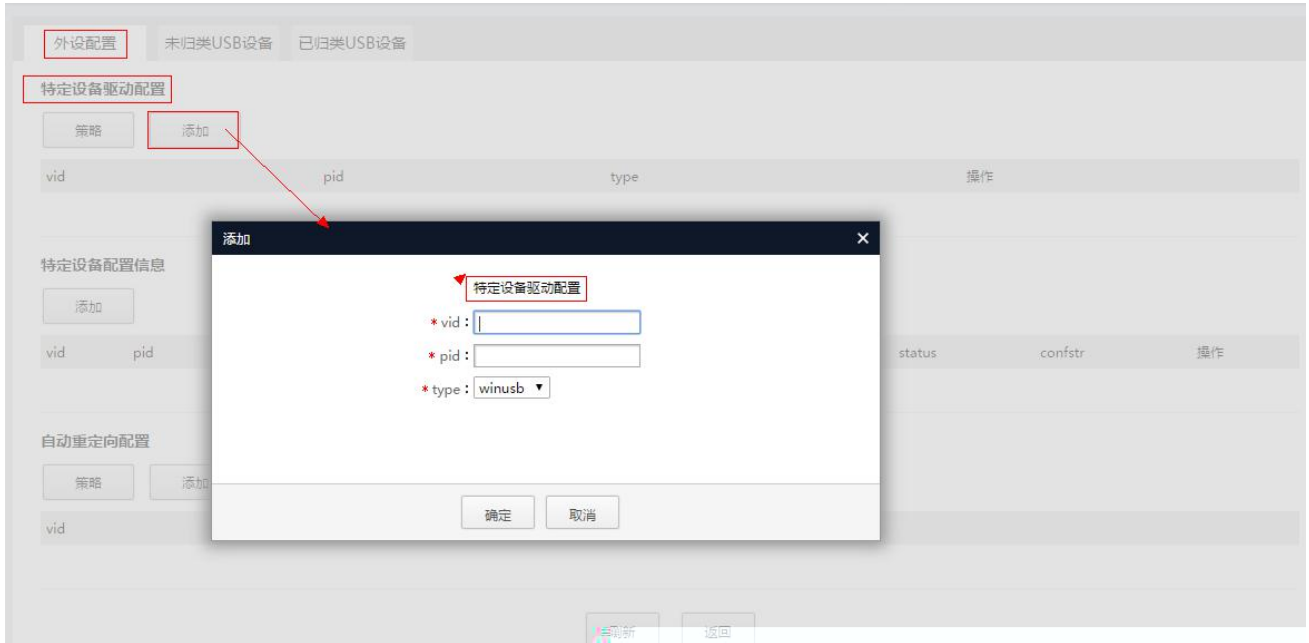 外设配置 未归类USB设备 已归类USB设备
特定设备驱动配置
策略 添加
vid pid type 操作
添加 ×
特定设备配置信息
特定设备驱动配置
添加
* vid：
vid pid status confstr 操作
* pid：
* type：winusb ▼
自动重定向配置
策略 添加
确定 取消
vid
刷新 返回